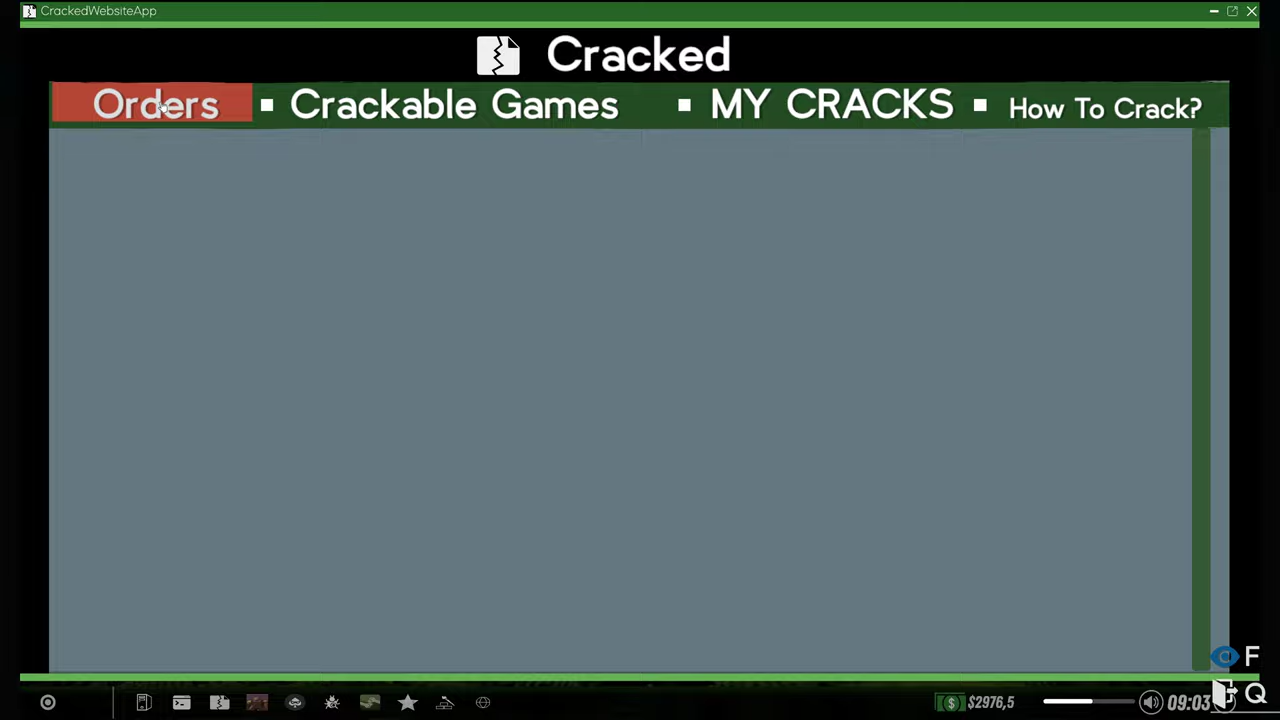 CrackedWebsiteApp
Cracked
Orders
Crackable Games
MY CRACKS
How To Crack?
F
Q
$2976,5
09:03